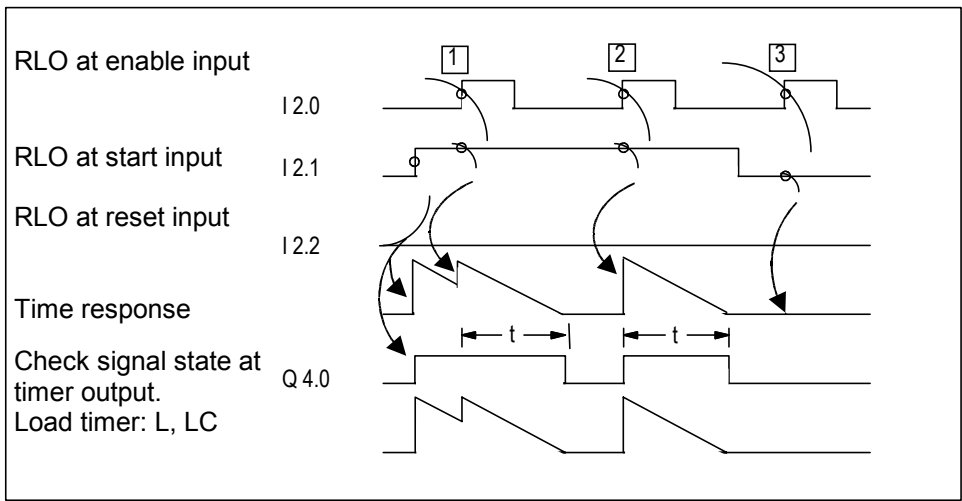 1 2 3
RLO at enable input
I 2.0
RLO at start input
I 2.1
RLO at reset input
I 2.2
Time response
t t
Check signal state at
timer output.
Q 4.0
Load timer: L, LC